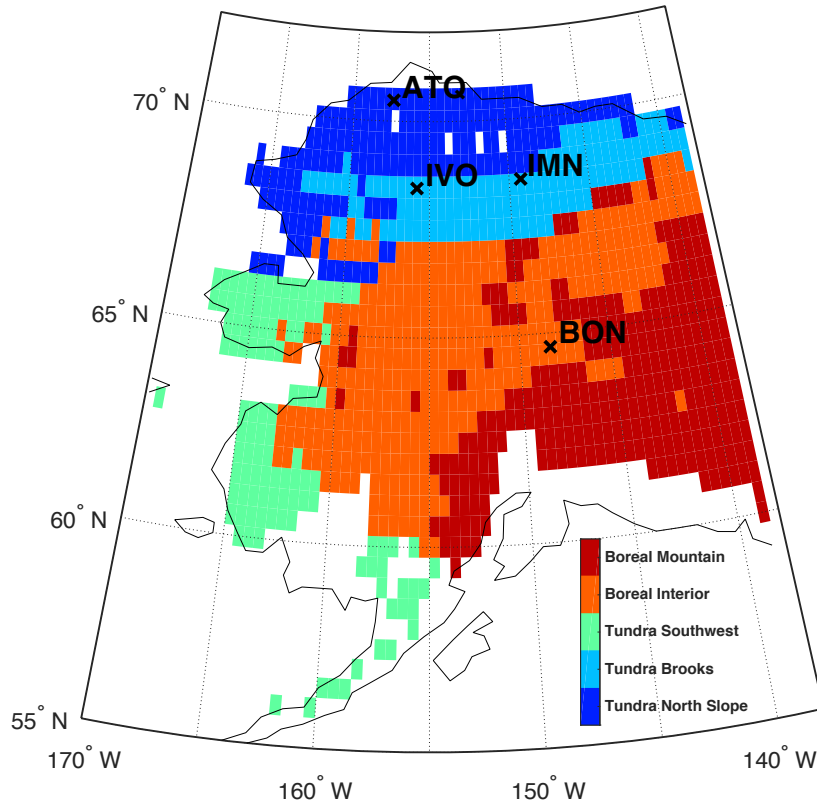 ATQ
70° N
IVO
IMN
65° N
BON
60° N
Boreal Mountain
Boreal Interior
Tundra Southwest
Tundra Brooks
Tundra North Slope
55° N
170° W
160° W
150° W
140° W